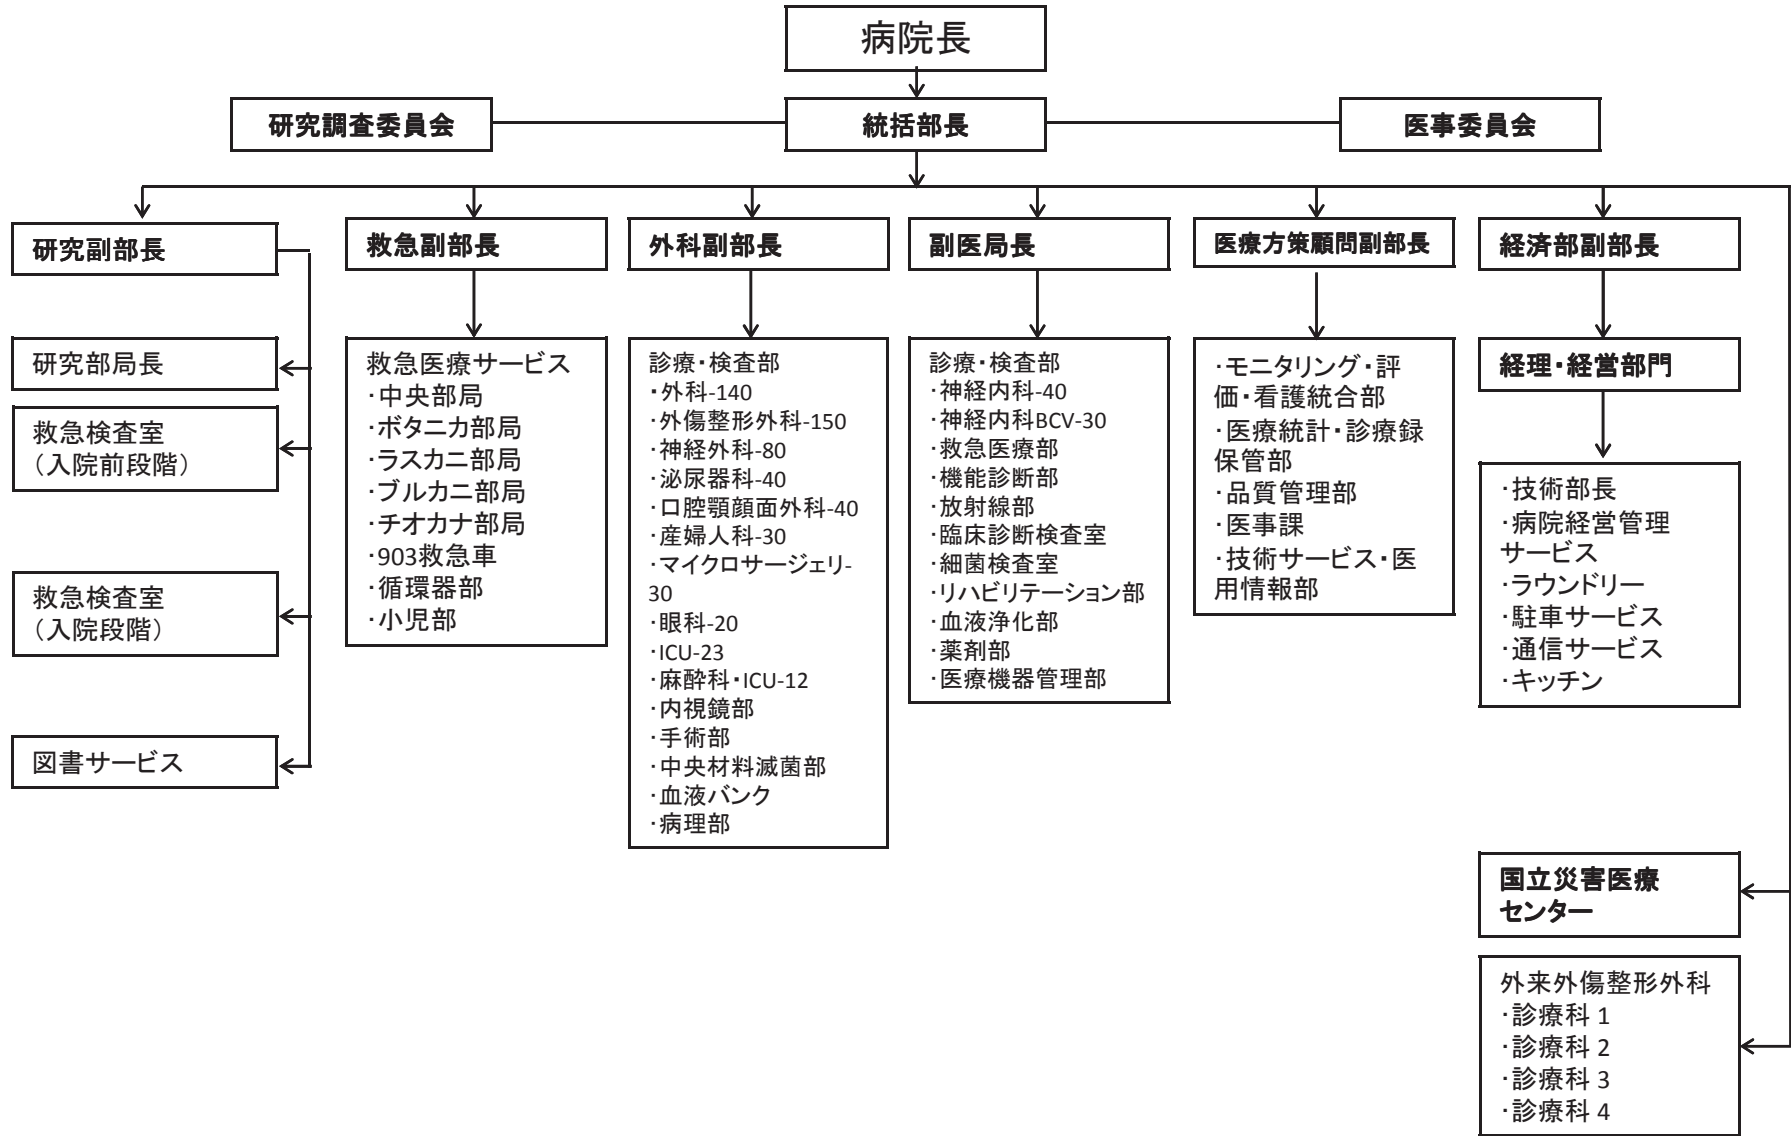 病院長
研究調査委員会
統括部長
医事委員会
研究副部長
救急副部長
外科副部長
副医局長
医療方策顧問副部長
経済部副部長
研究部局長
救急検査室
（入院前段階）
救急検査室
（入院段階）
図書サービス
救急医療サービス
・中央部局
・ボタニカ部局
・ラスカニ部局
・ブルカニ部局
・チオカナ部局
・903救急車
・循環器部
・小児部
診療・検査部
・外科-140
・外傷整形外科-150
・神経外科-80
・泌尿器科-40
・口腔顎顔面外科-40
・産婦人科-30
・マイクロサージェリ-
30
・眼科-20
・ICU-23
・麻酔科・ICU-12
・内視鏡部
・手術部
・中央材料滅菌部
・血液バンク
・病理部
診療・検査部
・神経内科-40
・神経内科BCV-30
・救急医療部
・機能診断部
・放射線部
・臨床診断検査室
・細菌検査室
・リハビリテーション部
・血液浄化部
・薬剤部
・医療機器管理部
・モニタリング・評
価・看護統合部
・医療統計・診療録
保管部
・品質管理部
・医事課
・技術サービス・医
用情報部
経理・経営部門
・技術部長
・病院経営管理
サービス
・ラウンドリー
・駐車サービス
・通信サービス
・キッチン
国立災害医療
センター
外来外傷整形外科
・診療科 1
・診療科 2
・診療科 3
・診療科 4